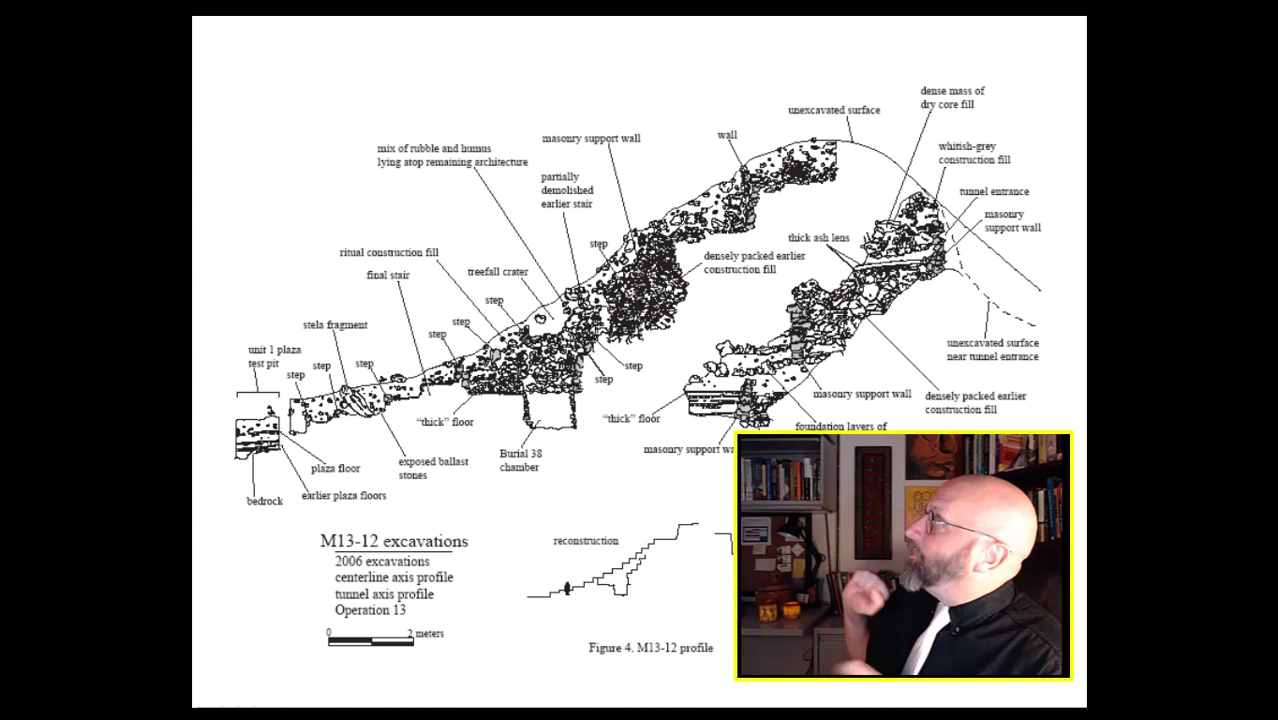 dense mass of
dry core fill
unexcavated surface
masonry support wall
wall
mix of rubble and humus
lying atop remaining architecture
whitish-grey
construction fill
partially
demolished
earlier stair
tunnel entrance
masonry
support wall
thick ash lens
step
ritual construction fill
densely packed earlier
construction fill
final stair
treefall crater
step
stela fragment
step
step
unit 1 plaza
test pit
step
step
step
step
step
unexcavated surface
near tunnel entrance
"thick" floor
"thick" floor
masonry support wall
densely packed earlier
construction fill
foundation layers of
masonry support
Burial 38
chamber
exposed ballast
stones
plaza floor
earlier plaza floors
bedrock
M13-12 excavations
2006 excavations
centerline axis profile
tunnel axis profile
Operation 13
0 2 meters
reconstruction
Figure 4. M13-12 profile